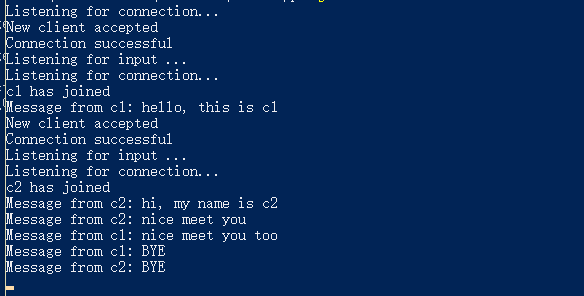 Listening for connection...
New client accepted
Connection successful
Listening for input ...
Listening for connection...
c1 has joined
Message from c1: hello, this is c1
New client accepted
Connection successful
Listening for input ...
Listening for connection...
c2 has joined
Message from c2: hi, my name is c2
Message from c2: nice meet you
Message from c1: nice meet you too
Message from c1: BYE
Message from c2: BYE